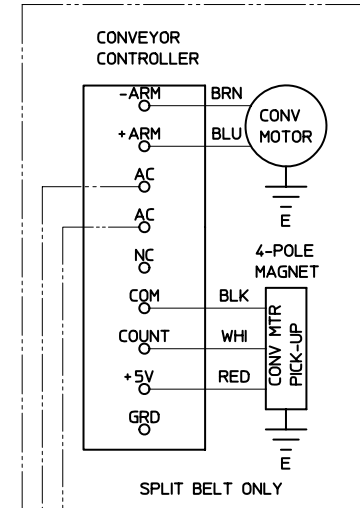 CONVEYOR
CONTROLLER
-ARM
BRN
CONV
MOTOR
+ARM
BLU
AC
E
AC
4-POLE
MAGNET
NC
COM
BLK
CONV MTR
PICK-UP
COUNT
WHI
+5V
RED
GRD
E
SPLIT BELT ONLY